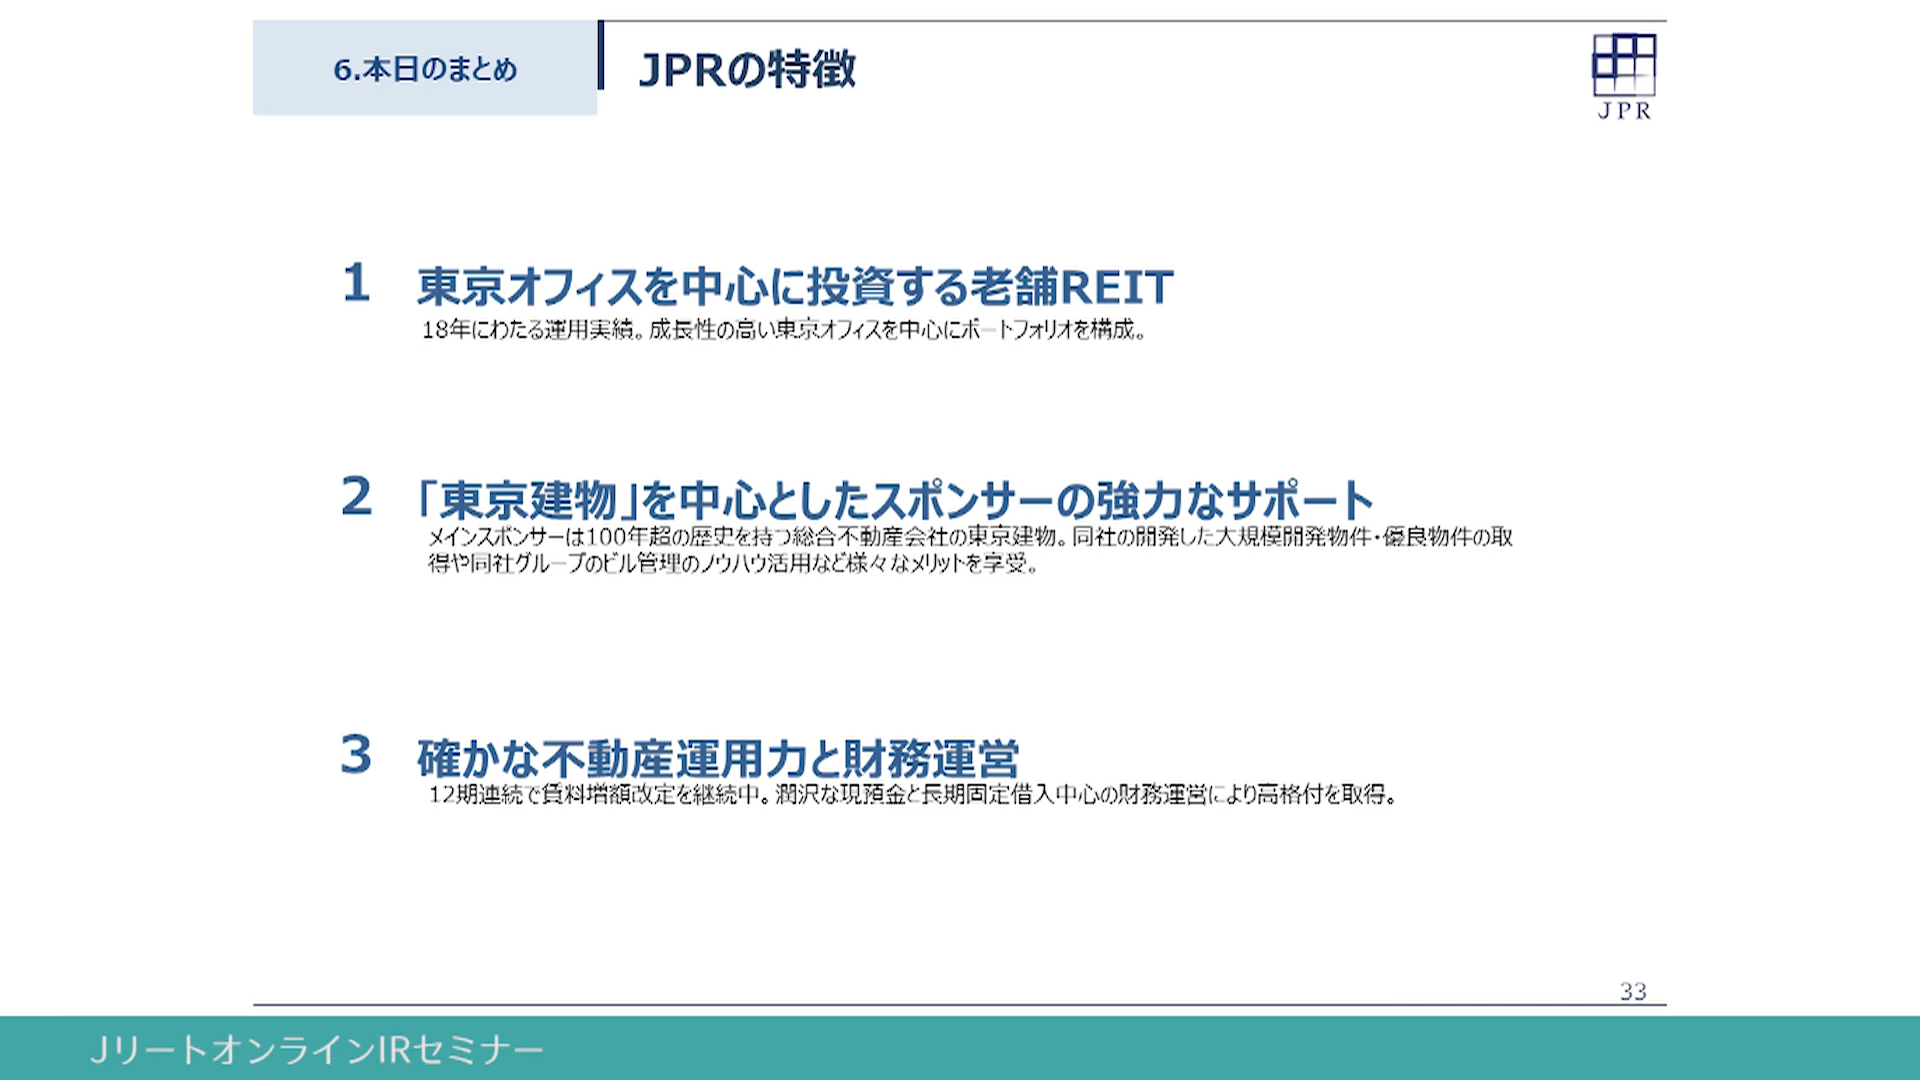 6.本日のまとめ
JPRの特徴
JPR
1 東京オフィスを中心に投資する老舗REIT
18年にわたる運用実績。成長性の高い東京オフィスを中心にポートフォリオを構成。
2 「東京建物」を中心としたスポンサーの強力なサポート
メインスポンサーは100年超の歴史を持つ総合不動産会社の東京建物。同社の開発した大規模開発物件・優良物件の取
得や同社グループのビル管理のノウハウ活用など様々なメリットを享受。
3 確かな不動産運用力と財務運営
12期連続で賃料増額改定を継続中。潤沢な現預金と長期固定借入中心の財務運営により高格付を取得。
33
JリートオンラインIRセミナー